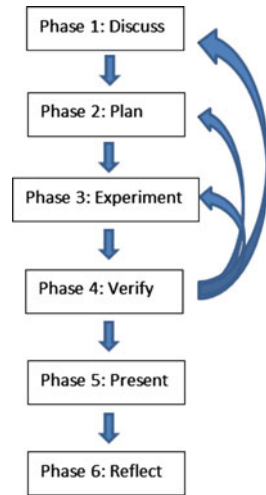 Phase 1: Discuss
Phase 2: Plan
Phase 3: Experiment
Phase 4: Verify
Phase 5: Present
Phase 6: Reflect